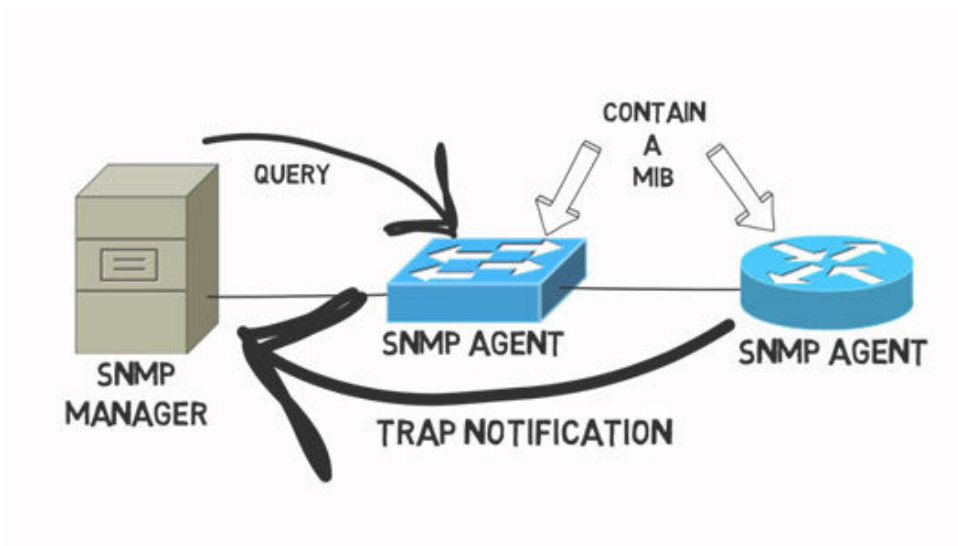 CONTAIN
A
MIB
QUERY
SNMP AGENT
SNMP AGENT
SNMP
MANAGER
TRAP NOTIFICATION